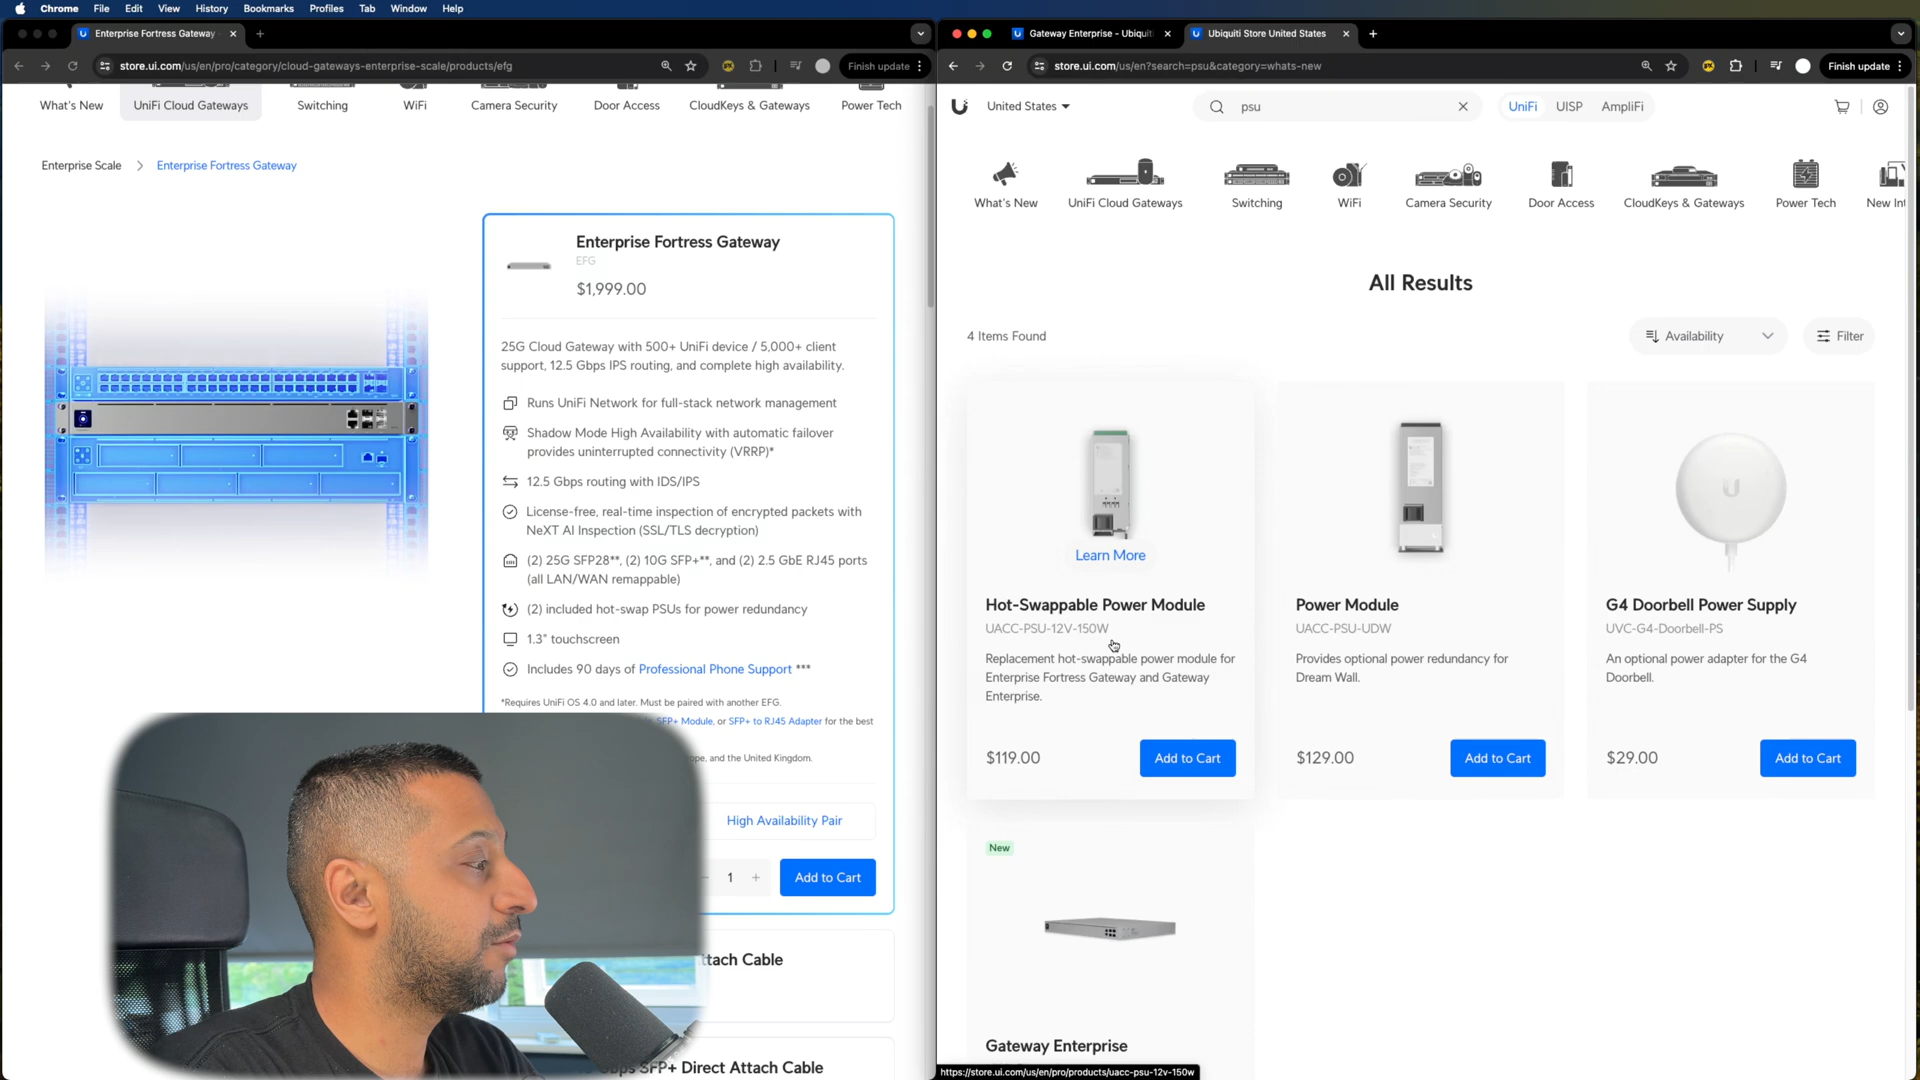 Chrome File Edit View History Bookmarks Profiles Tab Window Help
Enterprise Fortress Gateway
store.ui.com/us/en/pro/category/cloud-gateways-enterprise-scale/products/efg
Finish update
What's New
UniFi Cloud Gateways
Switching
WiFi
Camera Security
Door Access
CloudKeys & Gateways
Power Tech
Enterprise Scale
Enterprise Fortress Gateway
Enterprise Fortress Gateway
EFG
$1,999.00
25G Cloud Gateway with 500+ UniFi device / 5,000+ client
support, 12.5 Gbps IPS routing, and complete high availability.
Runs UniFi Network for full-stack network management
Shadow Mode High Availability with automatic failover
provides uninterrupted connectivity (VRRP)*
12.5 Gbps routing with IDS/IPS
License-free, real-time inspection of encrypted packets with
NeXT AI Inspection (SSL/TLS decryption)
(2) 25G SFP28**, (2) 10G SFP+**, and (2) 2.5 GbE RJ45 ports
(all LAN/WAN remappable)
(2) included hot-swap PSUs for power redundancy
1.3" touchscreen
Includes 90 days of Professional Phone Support ***
*Requires UniFi OS 4.0 and later. Must be paired with another EFG.
SFP+ Module, or SFP+ to RJ45 Adapter for the best
and the United Kingdom.
High Availability Pair
1 +
Add to Cart
Attach Cable
SFP+ Direct Attach Cable
Gateway Enterprise - Ubiquiti
Ubiquiti Store United States
store.ui.com/us/en?search=psu&category=whats-new
Finish update
United States
psu
UniFi
UISP
AmpliFi
What's New
UniFi Cloud Gateways
Switching
WiFi
Camera Security
Door Access
CloudKeys & Gateways
Power Tech
New Int
All Results
4 Items Found
Availability
Filter
Learn More
Hot-Swappable Power Module
UACC-PSU-12V-150W
Replacement hot-swappable power module for
Enterprise Fortress Gateway and Gateway
Enterprise.
$119.00
Add to Cart
Power Module
UACC-PSU-UDW
Provides optional power redundancy for
Dream Wall.
$129.00
Add to Cart
G4 Doorbell Power Supply
UVC-G4-Doorbell-PS
An optional power adapter for the G4
Doorbell.
$29.00
Add to Cart
New
Gateway Enterprise
https://store.ui.com/us/en/pro/products/uacc-psu-12v-150w